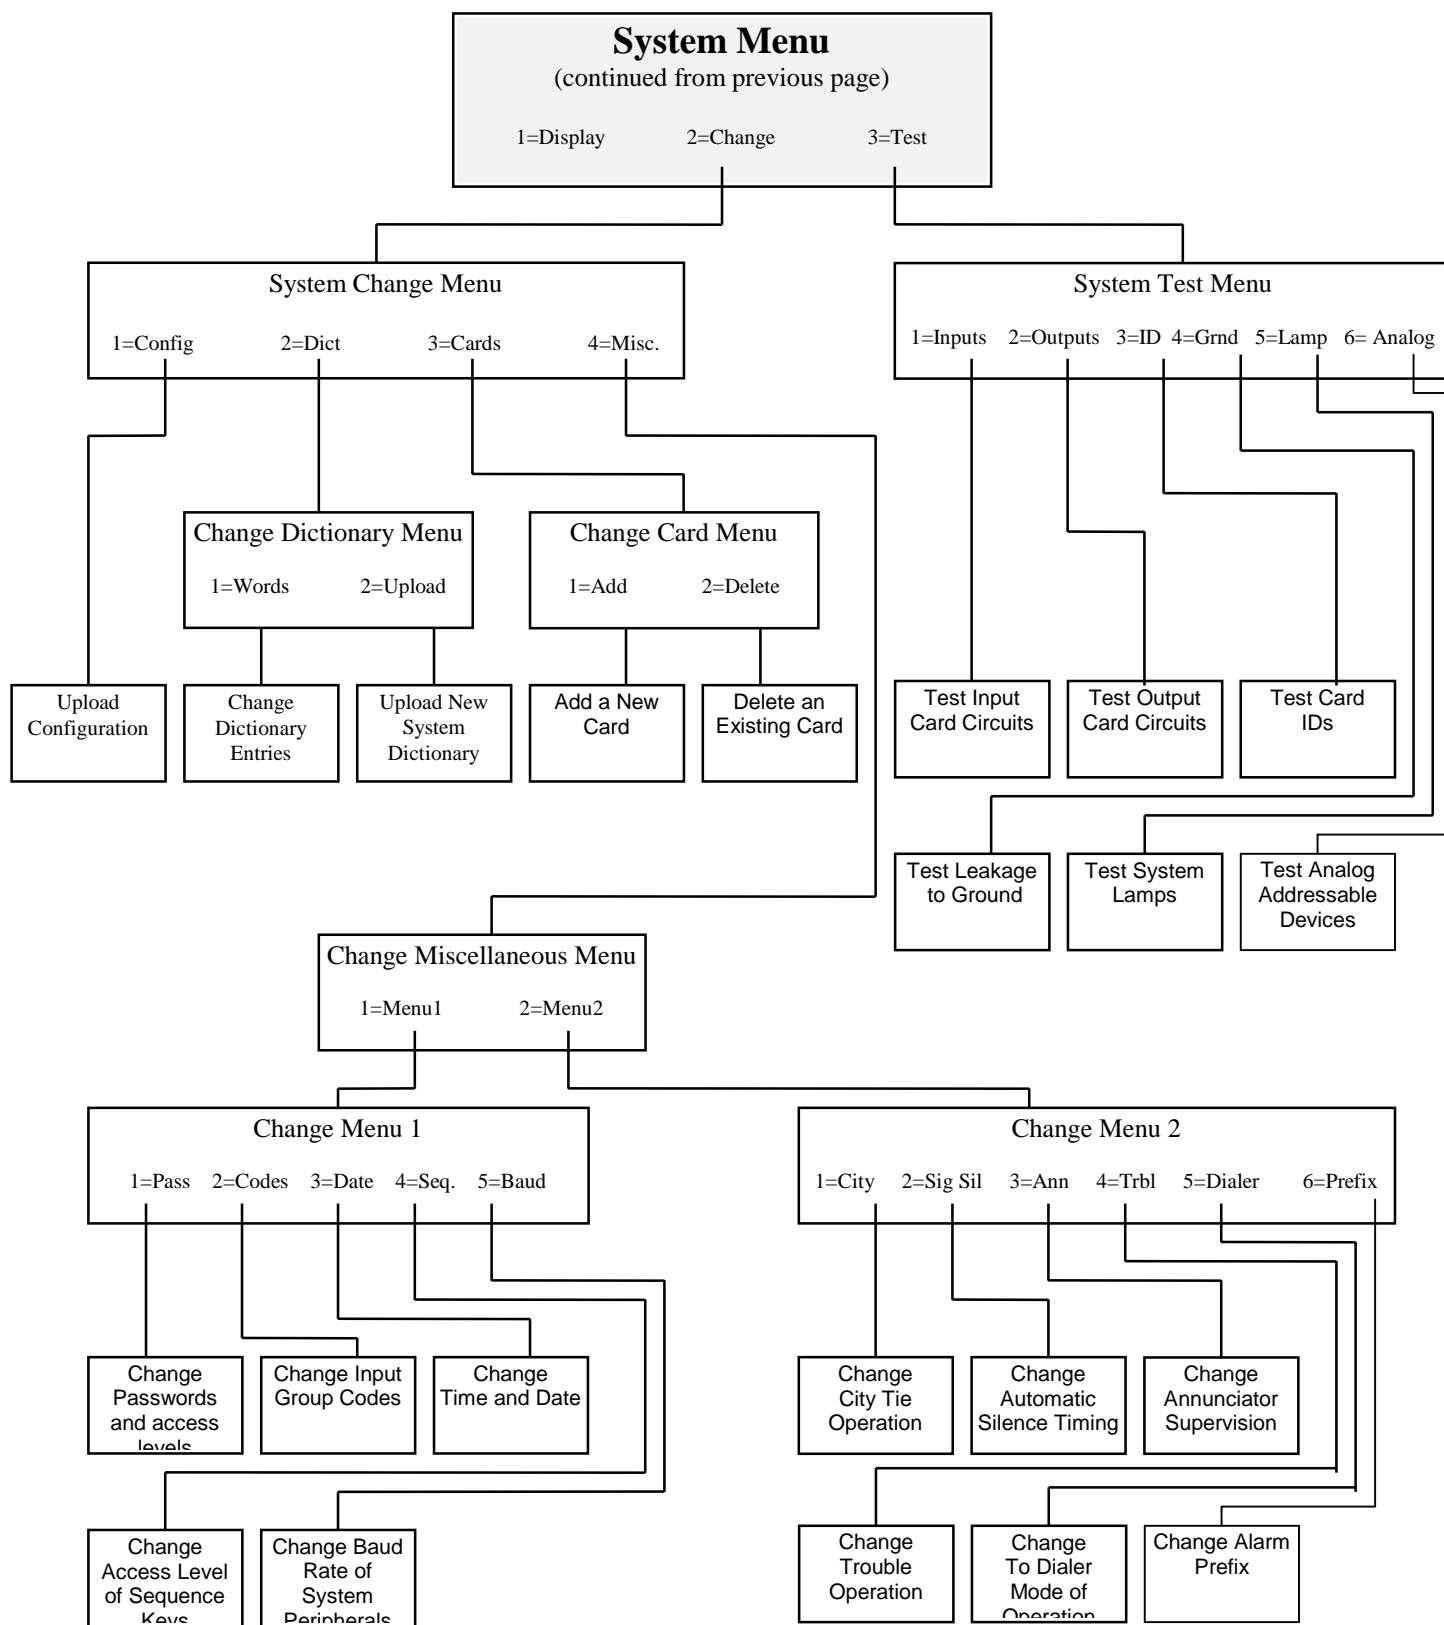 System Menu
(continued from previous page)
1=Display 2=Change 3=Test
System Change Menu
1=Config 2=Dict 3=Cards 4=Misc.
System Test Menu
1=Inputs 2=Outputs 3=ID 4=Grnd 5=Lamp 6= Analog
Change Dictionary Menu
1=Words 2=Upload
Change Card Menu
1=Add 2=Delete
Upload
Configuration
Change
Dictionary
Entries
Upload New
System
Dictionary
Add a New
Card
Delete an
Existing Card
Test Input
Card Circuits
Test Output
Card Circuits
Test Card
IDs
Test Leakage
to Ground
Test System
Lamps
Test Analog
Addressable
Devices
Change Miscellaneous Menu
1=Menu1 2=Menu2
Change Menu 1
1=Pass 2=Codes 3=Date 4=Seq. 5=Baud
Change Menu 2
1=City 2=Sig Sil 3=Ann 4=Trbl 5=Dialer 6=Prefix
Change
Passwords
and access
levels
Change Input
Group Codes
Change
Time and Date
Change
City Tie
Operation
Change
Automatic
Silence Timing
Change
Annunciator
Supervision
Change
Access Level
of Sequence
Keys
Change Baud
Rate of
System
Peripherals
Change
Trouble
Operation
Change
To Dialer
Mode of
Operation
Change Alarm
Prefix